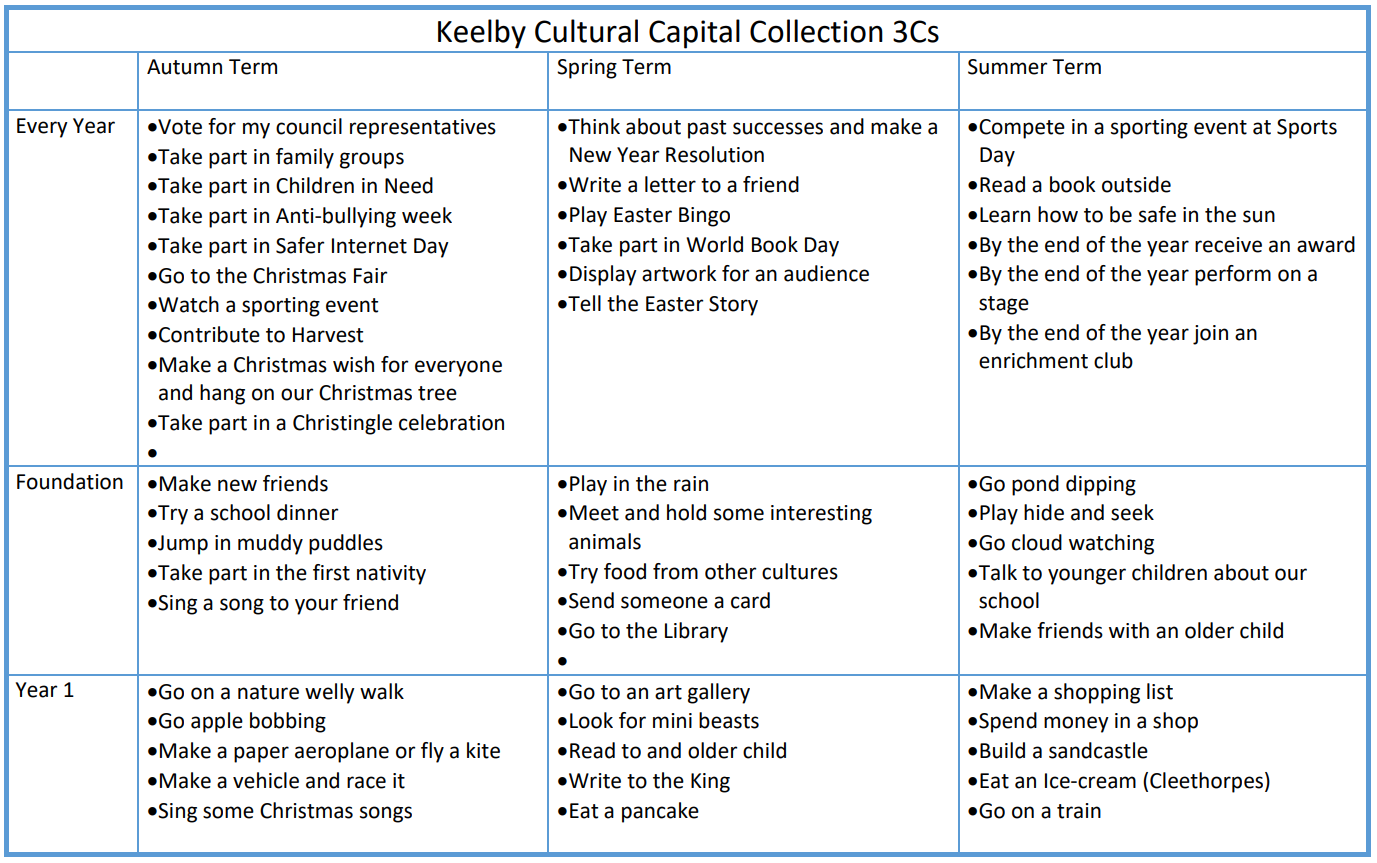 Keelby Cultural Capital Collection 3Cs
Autumn Term
Spring Term
Summer Term
Every Year
•Vote for my council representatives
•Take part in family groups
•Take part in Children in Need
•Take part in Anti-bullying week
•Take part in Safer Internet Day
•Go to the Christmas Fair
•Watch a sporting event
•Contribute to Harvest
•Make a Christmas wish for everyone
and hang on our Christmas tree
•Take part in a Christingle celebration
•
•Think about past successes and make a
New Year Resolution
•Write a letter to a friend
•Play Easter Bingo
•Take part in World Book Day
•Display artwork for an audience
•Tell the Easter Story
•Compete in a sporting event at Sports
Day
•Read a book outside
•Learn how to be safe in the sun
•By the end of the year receive an award
•By the end of the year perform on a
stage
•By the end of the year join an
enrichment club
Foundation
•Make new friends
•Try a school dinner
•Jump in muddy puddles
•Take part in the first nativity
•Sing a song to your friend
•Play in the rain
•Meet and hold some interesting
animals
•Try food from other cultures
•Send someone a card
•Go to the Library
•
•Go pond dipping
•Play hide and seek
•Go cloud watching
•Talk to younger children about our
school
•Make friends with an older child
Year 1
•Go on a nature welly walk
•Go apple bobbing
•Make a paper aeroplane or fly a kite
•Make a vehicle and race it
•Sing some Christmas songs
•Go to an art gallery
•Look for mini beasts
•Read to and older child
•Write to the King
•Eat a pancake
•Make a shopping list
•Spend money in a shop
•Build a sandcastle
•Eat an Ice-cream (Cleethorpes)
•Go on a train